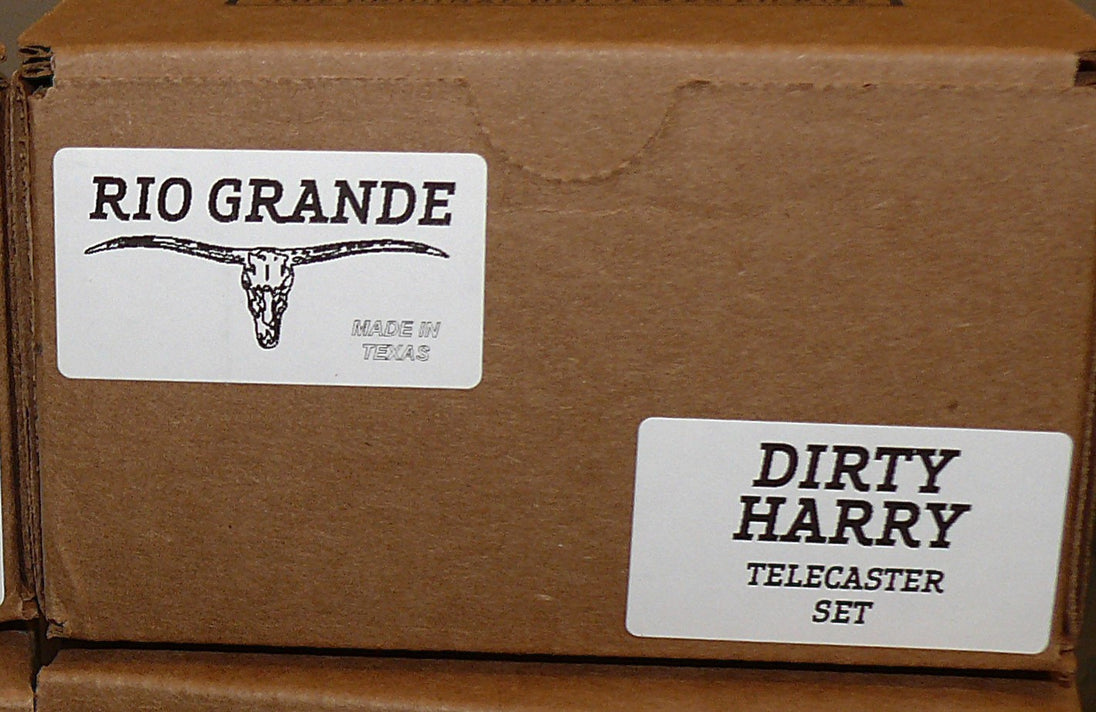 RIO GRANDE
MADE IN
TEXAS
DIRTY
HARRY
TELECASTER
SET